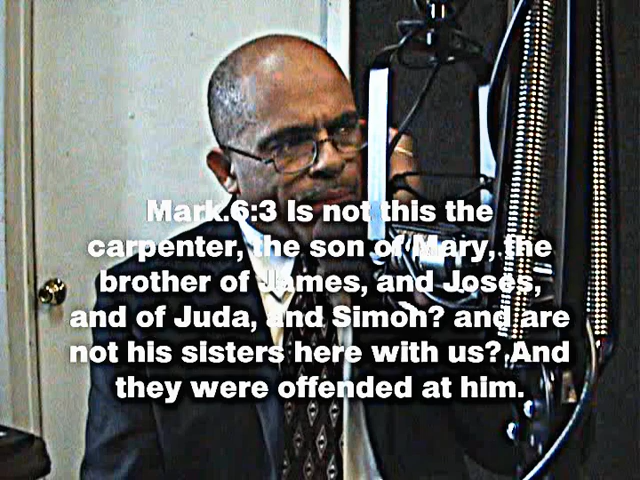 Mark.6:3 Is not this the
carpenter, the son of Mary, the
brother of James, and Joses,
and of Juda, and Simon? and are
not his sisters here with us? And
they were offended at him.